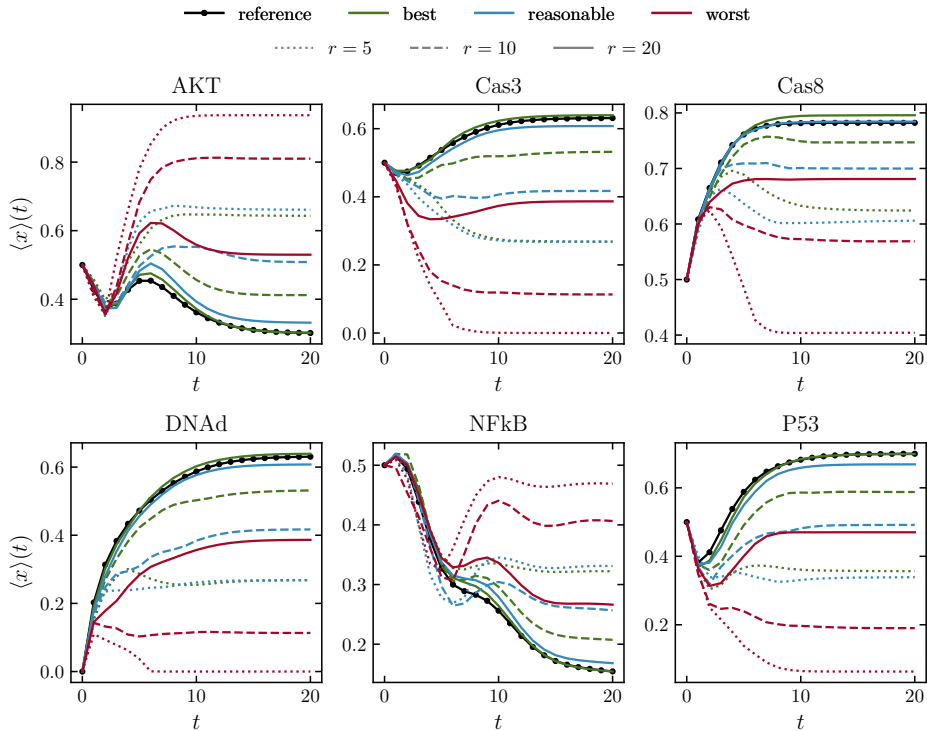 reference best reasonable worst
r = 5 r = 10 r = 20
AKT Cas3 Cas8
⟨x⟩(t)
0.8
0.6
0.4
0 10 20
t
0.6
0.4
0.2
0.0
0 10 20
t
0.8
0.7
0.6
0.5
0.4
0 10 20
t
DNAd NFkB P53
⟨x⟩(t)
0.6
0.4
0.2
0.0
0 10 20
t
0.5
0.4
0.3
0.2
0 10 20
t
0.6
0.4
0.2
0 10 20
t